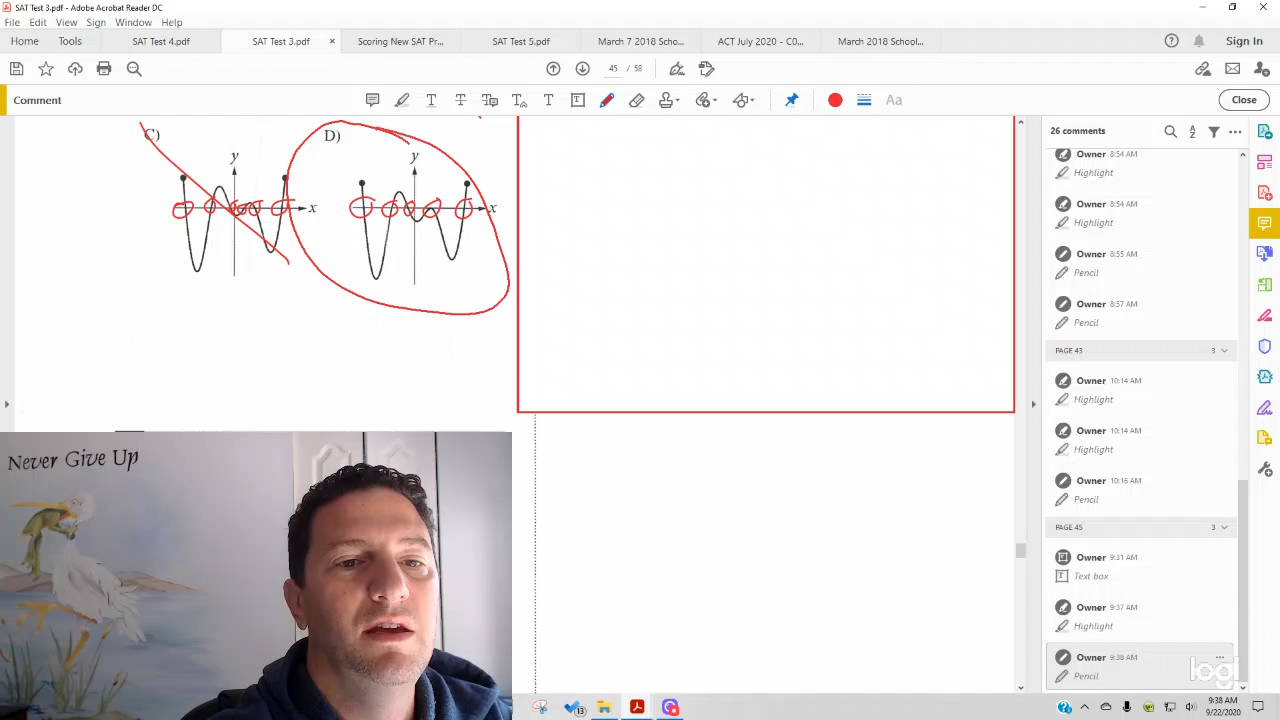 SAT Test 3.pdf - Adobe Acrobat Reader DC
File Edit View Sign Window Help
Home Tools SAT Test 4.pdf SAT Test 3.pdf × Scoring New SAT Pr... SAT Test 5.pdf March 7 2018 Scho... ACT July 2020 - C0... March 2018 School... Sign In
45 / 58
Comment Aa Close
26 comments
C) D)
y y
x x
Owner 8:54 AM
Highlight
Owner 8:54 AM
Highlight
Owner 8:55 AM
Pencil
Owner 8:57 AM
Pencil
PAGE 43 3
Owner 10:14 AM
Highlight
Owner 10:14 AM
Highlight
Owner 10:16 AM
Pencil
PAGE 45 3
Owner 9:31 AM
Text box
Owner 9:37 AM
Highlight
Owner 9:38 AM
Pencil
Never Give Up
logi
13
9:38 AM
9/22/2020